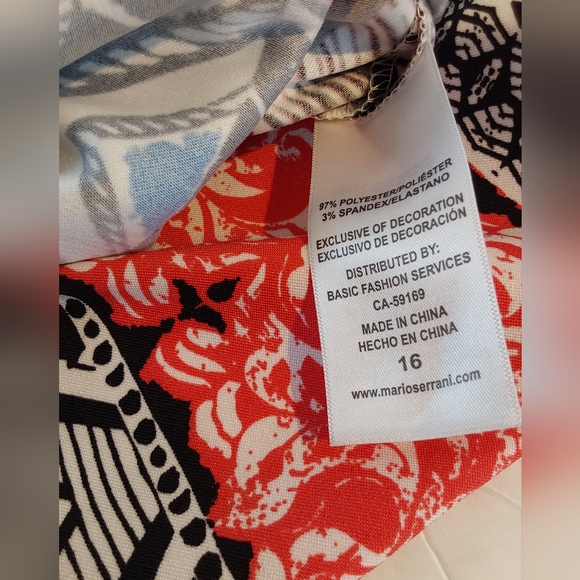 97% POLYESTER/POLIÉSTER
3% SPANDEX/ELASTANO
EXCLUSIVE OF DECORATION
EXCLUSIVO DE DECORACIÓN
DISTRIBUTED BY:
BASIC FASHION SERVICES
CA-59169
MADE IN CHINA
HECHO EN CHINA
16
www.marioserrani.com